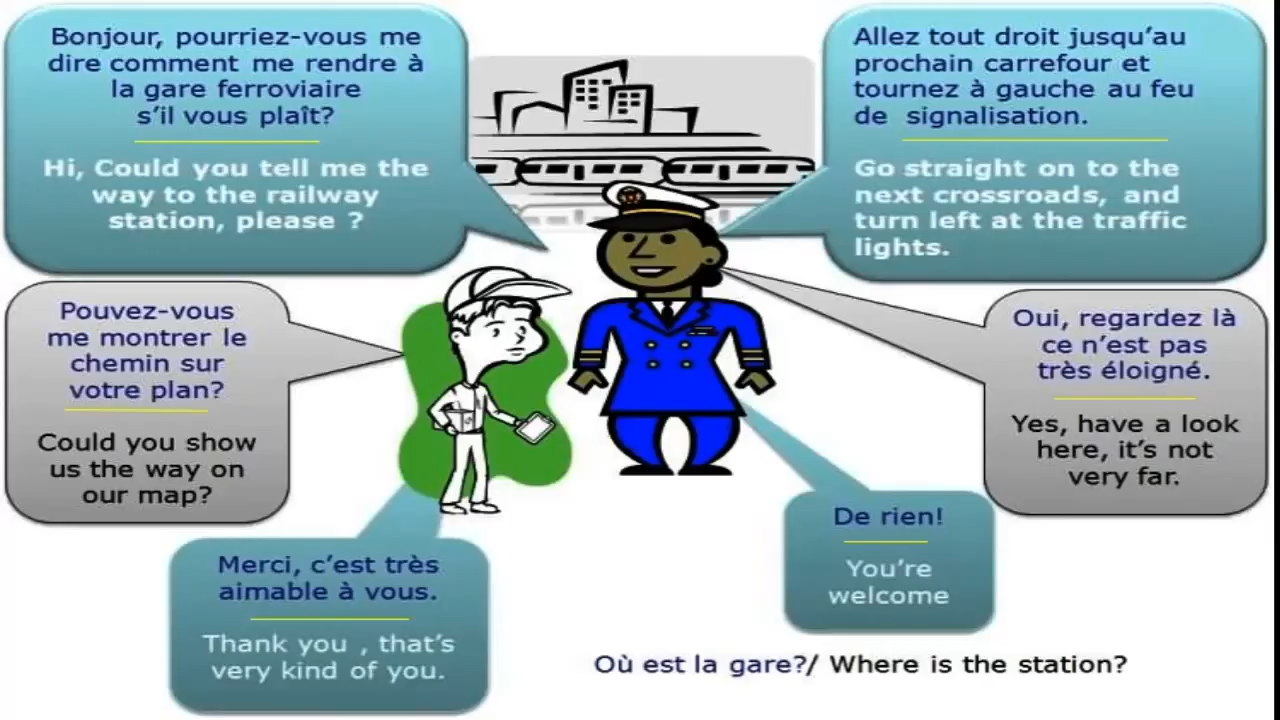 Bonjour, pourriez-vous me
dire comment me rendre à
la gare ferroviaire
s'il vous plaît?
Hi, Could you tell me the
way to the railway
station, please ?
Allez tout droit jusqu'au
prochain carrefour et
tournez à gauche au feu
de signalisation.
Go straight on to the
next crossroads, and
turn left at the traffic
lights.
Pouvez-vous
me montrer le
chemin sur
votre plan?
Could you show
us the way on
our map?
Oui, regardez là
ce n'est pas
très éloigné.
Yes, have a look
here, it's not
very far.
Merci, c'est très
aimable à vous.
Thank you , that's
very kind of you.
De rien!
You're
welcome
Où est la gare?/ Where is the station?